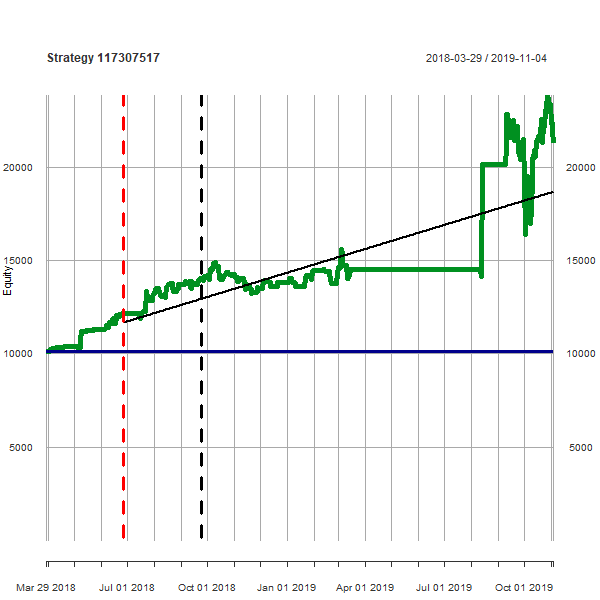 Strategy 117307517
2018-03-29 / 2019-11-04
20000
20000
15000
15000
Equity
10000
10000
5000
5000
Mar 29 2018
Jul 01 2018
Oct 01 2018
Jan 01 2019
Apr 01 2019
Jul 01 2019
Oct 01 2019